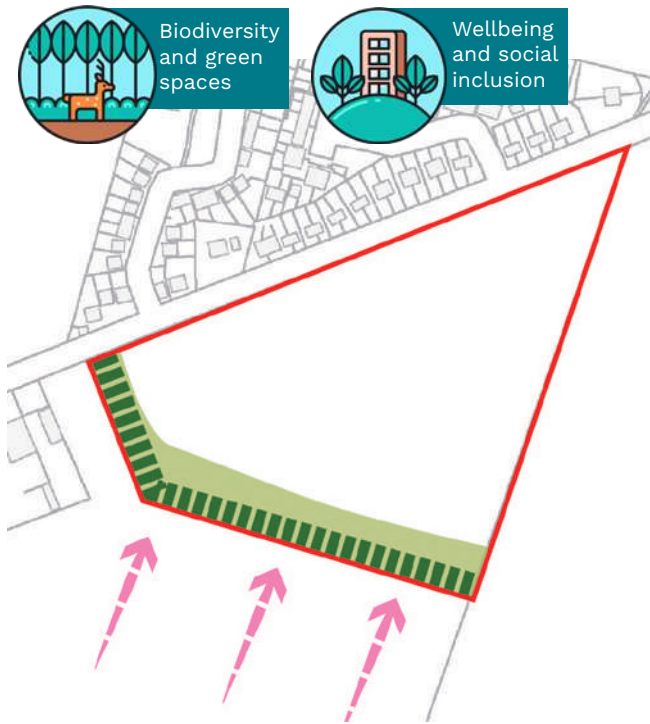 Biodiversity
and green
spaces
Wellbeing
and social
inclusion